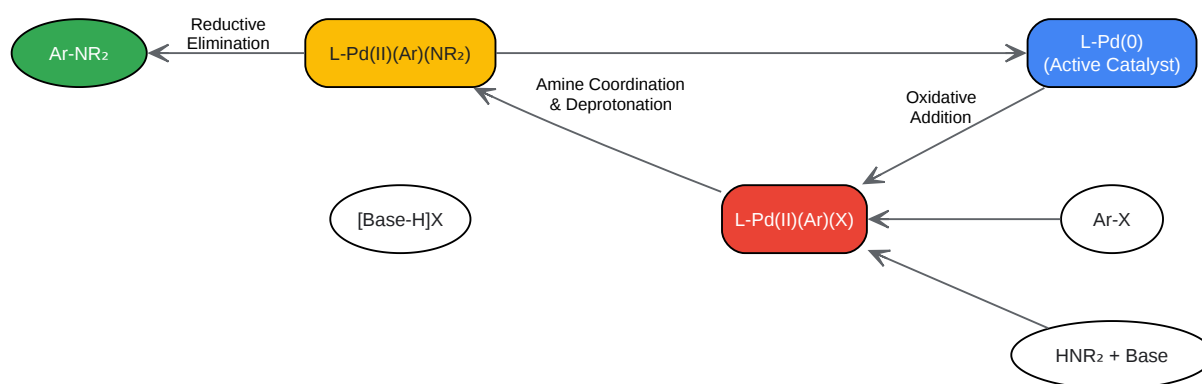 Reductive
Elimination
Ar-NR₂
L-Pd(II)(Ar)(NR₂)
L-Pd(0)
(Active Catalyst)
Amine Coordination
& Deprotonation
Oxidative
Addition
[Base-H]X
L-Pd(II)(Ar)(X)
Ar-X
HNR₂ + Base